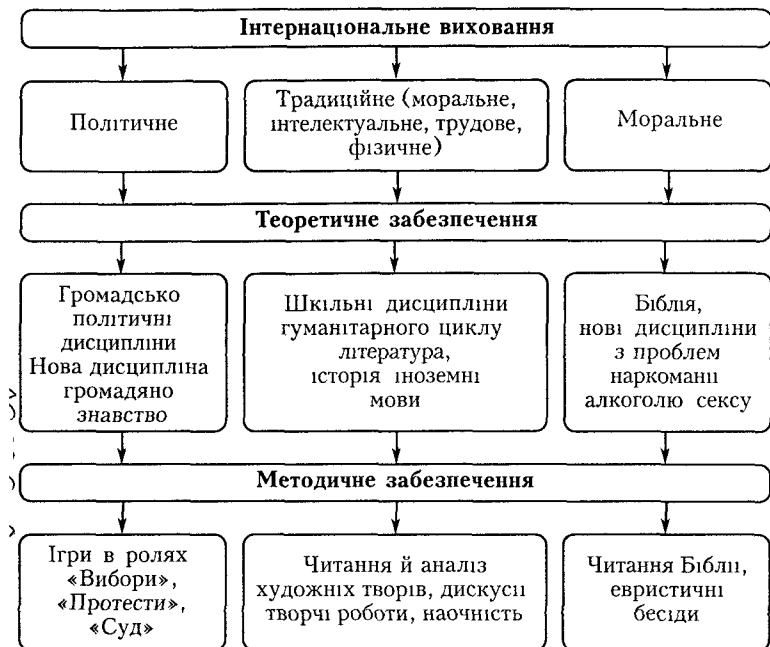 Інтернаціональне виховання
Політичне
Традиційне (моральне,
інтелектуальне, трудове,
фізичне)
Моральне
Теоретичне забезпечення
Громадсько
політичні
дисципліни
Нова дисципліна
громадяно
знавство
Шкільні дисципліни
гуманітарного циклу
література,
історія іноземні
мови
Біблія,
нові дисципліни
з проблем
наркоманії
алкоголю сексу
Методичне забезпечення
Ігри в ролях
«Вибори»,
«Протести»,
«Суд»
Читання й аналіз
художніх творів, дискусії
творчі роботи, наочність
Читання Біблії,
евристичні
бесіди